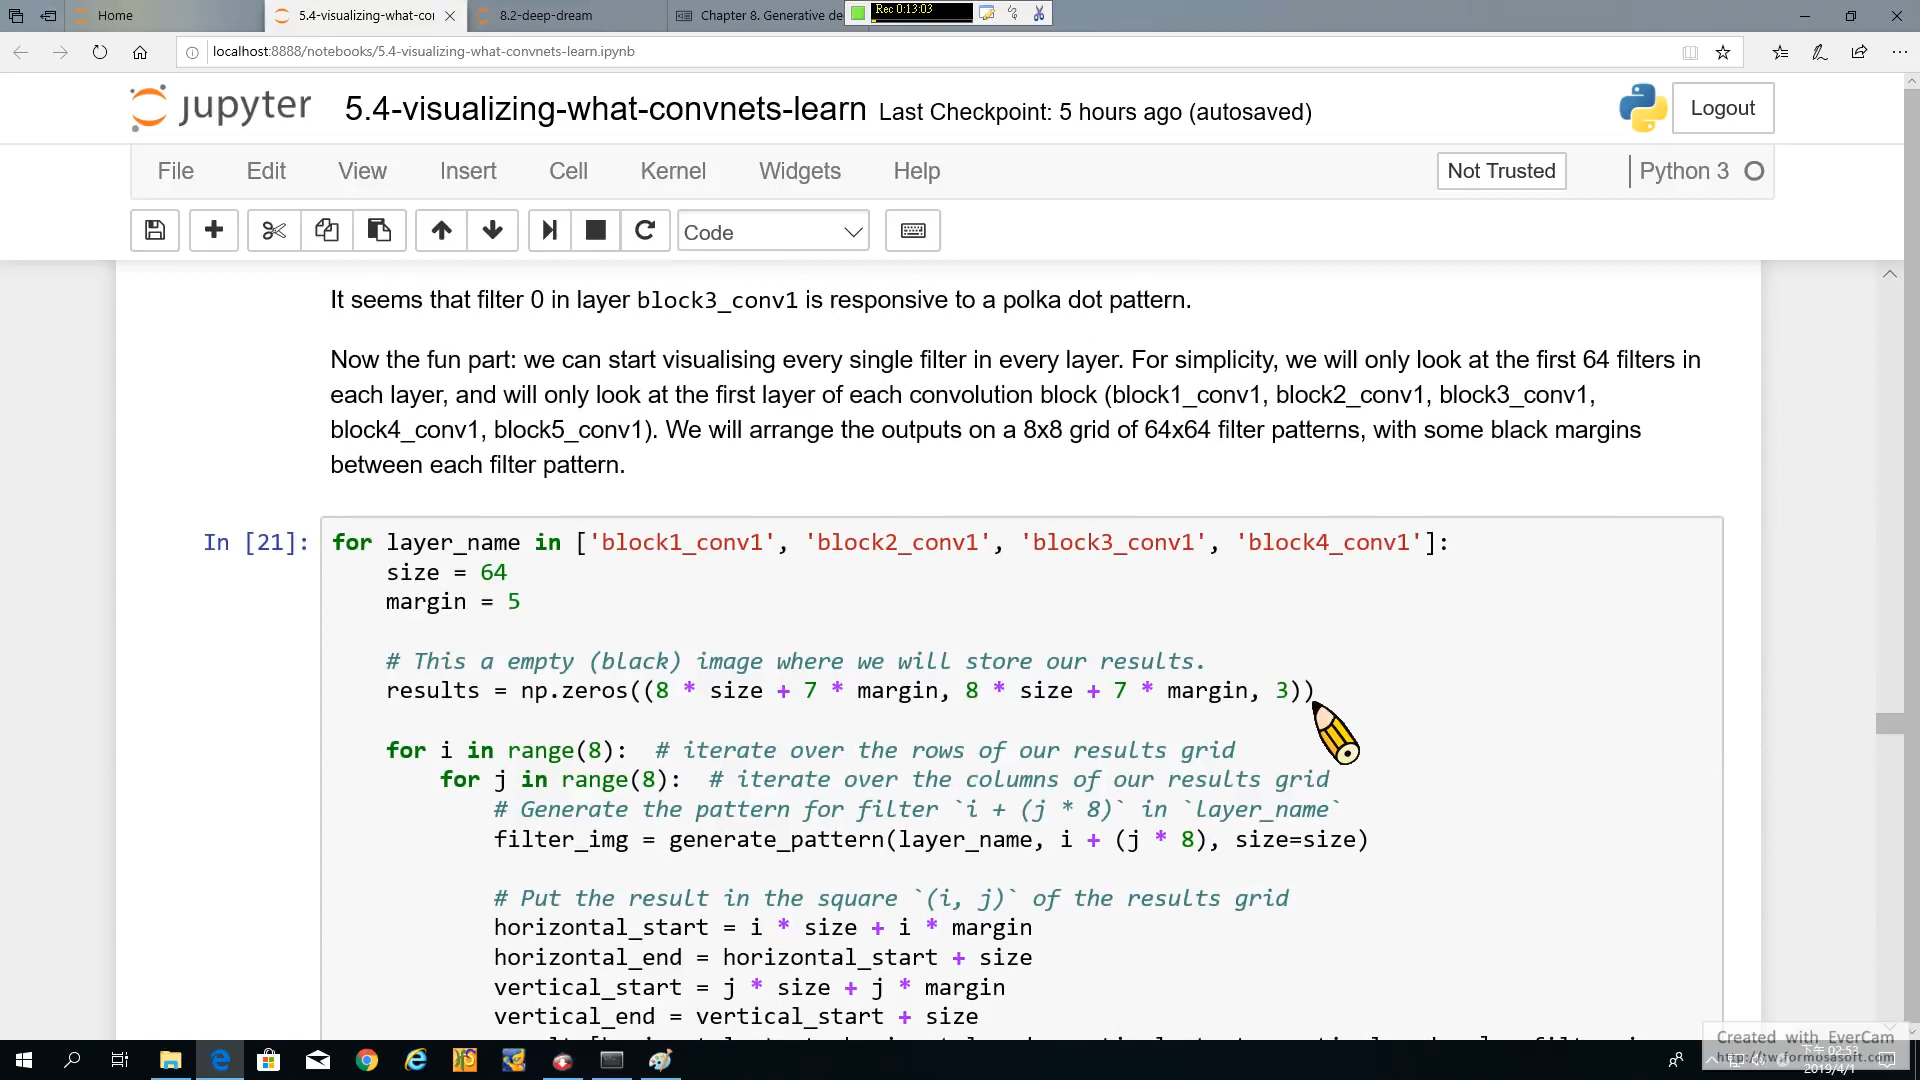 Home
5.4-visualizing-what-coı
8.2-deep-dream
Chapter 8. Generative de
Rec 0:13:03
localhost:8888/notebooks/5.4-visualizing-what-convnets-learn.ipynb
jupyter
5.4-visualizing-what-convnets-learn Last Checkpoint: 5 hours ago (autosaved)
Logout
File Edit View Insert Cell Kernel Widgets Help
Not Trusted
Python 3
Code
It seems that filter 0 in layer block3_conv1 is responsive to a polka dot pattern.
Now the fun part: we can start visualising every single filter in every layer. For simplicity, we will only look at the first 64 filters in
each layer, and will only look at the first layer of each convolution block (block1_conv1, block2_conv1, block3_conv1,
block4_conv1, block5_conv1). We will arrange the outputs on a 8x8 grid of 64x64 filter patterns, with some black margins
between each filter pattern.
In [21]:
for layer_name in ['block1_conv1', 'block2_conv1', 'block3_conv1', 'block4_conv1']:
size = 64
margin = 5
# This a empty (black) image where we will store our results.
results = np.zeros((8 * size + 7 * margin, 8 * size + 7 * margin, 3))
for i in range(8):  # iterate over the rows of our results grid
for j in range(8):  # iterate over the columns of our results grid
# Generate the pattern for filter `i + (j * 8)` in `layer_name`
filter_img = generate_pattern(layer_name, i + (j * 8), size=size)
# Put the result in the square `(i, j)` of the results grid
horizontal_start = i * size + i * margin
horizontal_end = horizontal_start + size
vertical_start = j * size + j * margin
vertical_end = vertical_start + size
Created with EverCam
http://tw.formosasoft.com
下午 02:53
2019/4/1